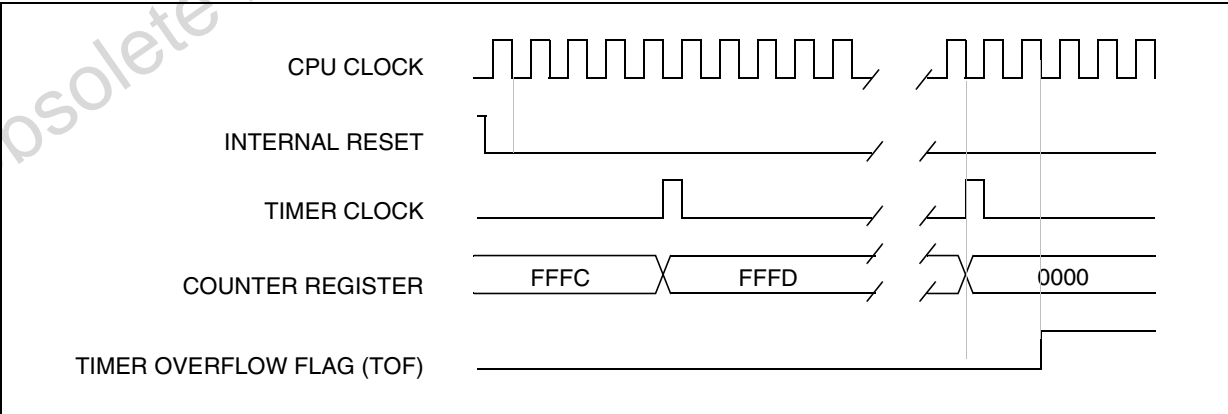 CPU CLOCK
INTERNAL RESET
TIMER CLOCK
COUNTER REGISTER
FFFC
FFFD
0000
TIMER OVERFLOW FLAG (TOF)